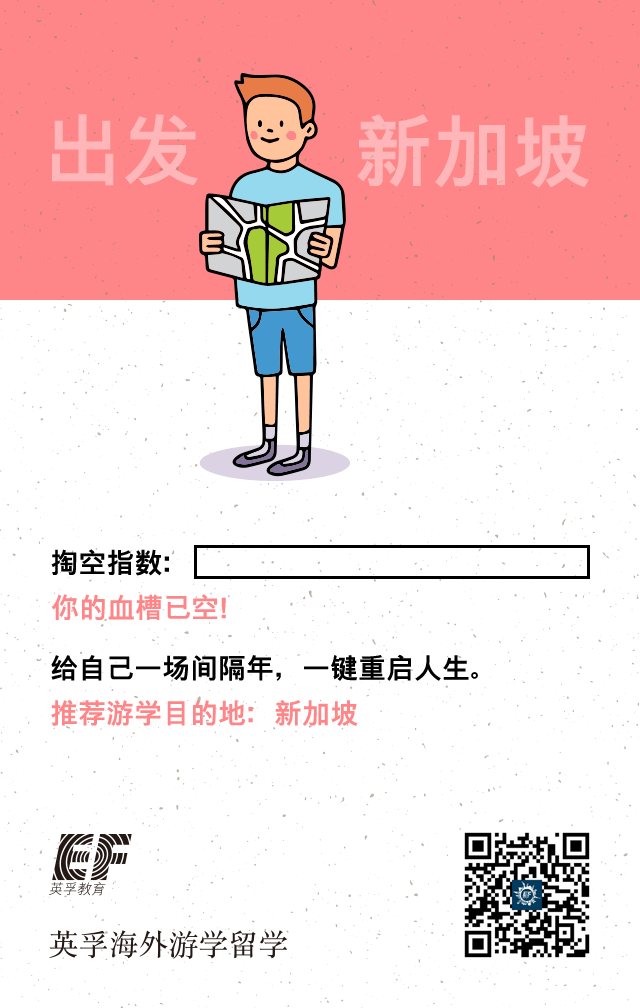 出发 新加坡
掏空指数:
你的血槽已空!
给自己一场间隔年，一键重启人生。
推荐游学目的地: 新加坡
EF
英孚教育
英孚海外游学留学
EF